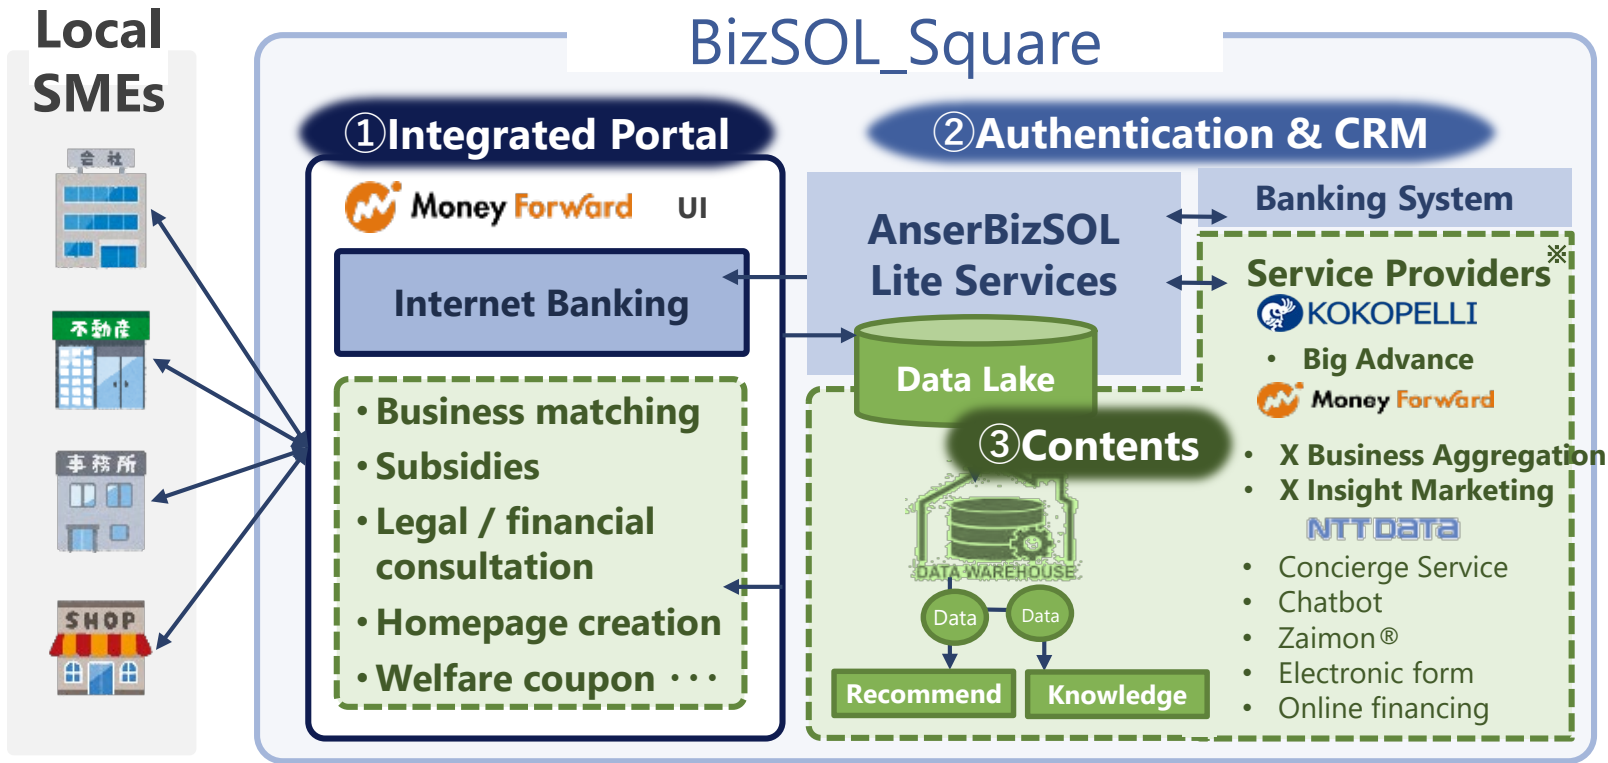 Local
SMEs
会社
不動産
事務所
SHOP
BizSOL_Square
①Integrated Portal
Money Forward UI
Internet Banking
・Business matching
・Subsidies
・Legal / financial
consultation
・Homepage creation
・Welfare coupon ・・・
②Authentication & CRM
AnserBizSOL
Lite Services
Banking System
Data Lake
③Contents
DATA WAREHOUSE
Data
Data
Recommend
Knowledge
Service Providers※
KOKOPELLI
• Big Advance
Money Forward
• X Business Aggregation
• X Insight Marketing
NTT DATA
• Concierge Service
• Chatbot
• Zaimon®
• Electronic form
• Online financing